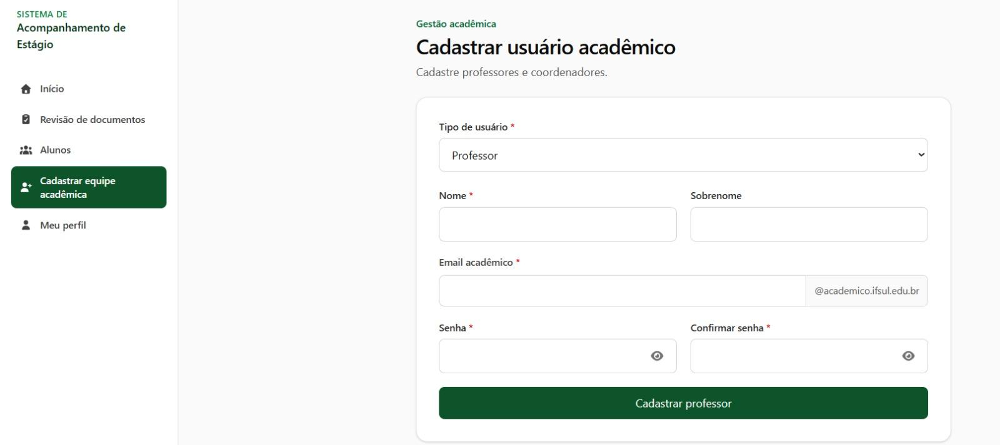 SISTEMA DE
Acompanhamento de
Estágio
Início
Revisão de documentos
Alunos
Cadastrar equipe
acadêmica
Meu perfil
Gestão acadêmica
Cadastrar usuário acadêmico
Cadastre professores e coordenadores.
Tipo de usuário *
Professor
Nome * Sobrenome
Email acadêmico *
@academico.ifsul.edu.br
Senha * Confirmar senha *
Cadastrar professor